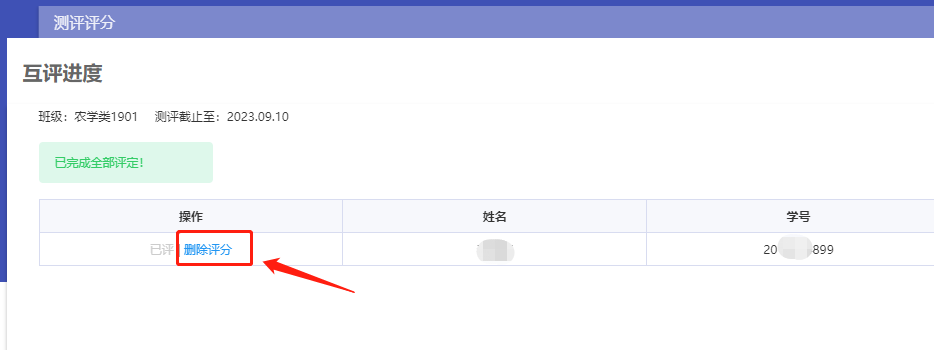 测评评分
互评进度
班级：农学类1901 测评截止至：2023.09.10
已完成全部评定！
操作 姓名 学号
已评 删除评分 20 899